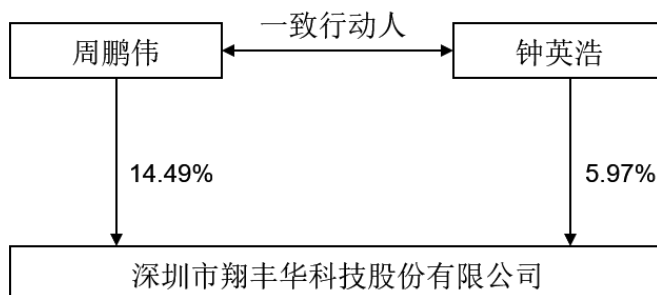 一致行动人
周鹏伟
钟英浩
14.49%
5.97%
深圳市翔丰华科技股份有限公司